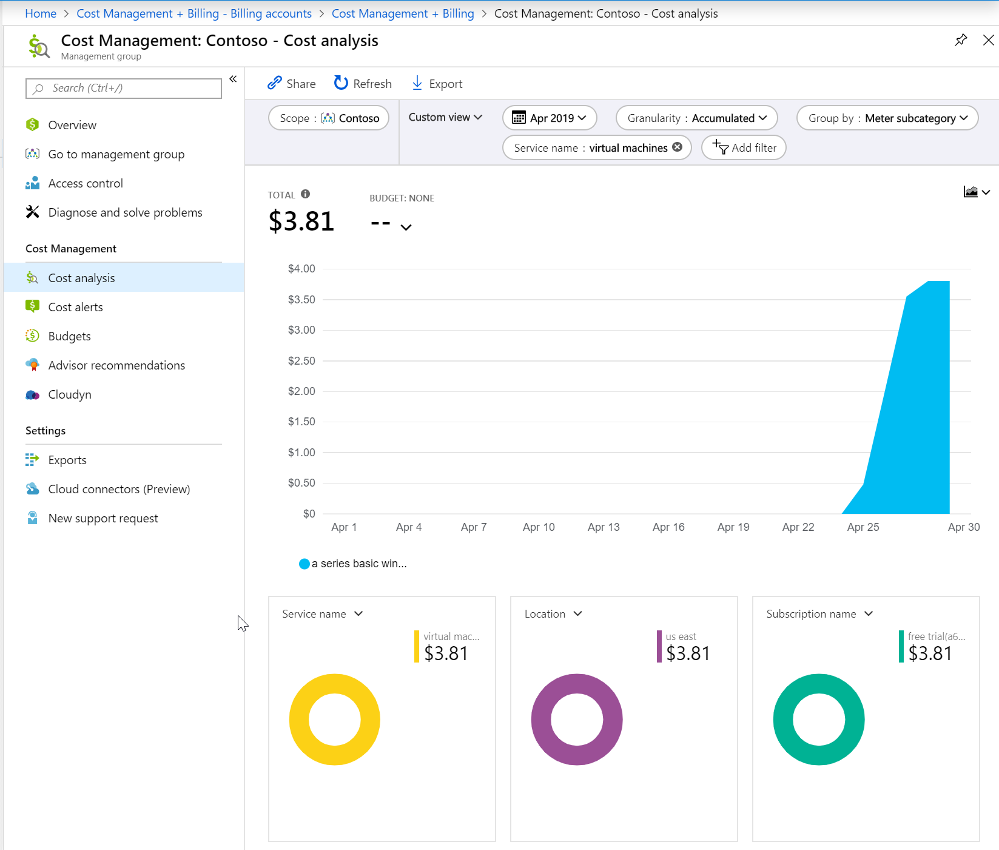 Home > Cost Management + Billing - Billing accounts > Cost Management + Billing > Cost Management: Contoso - Cost analysis
Cost Management: Contoso - Cost analysis
Management group
Search (Ctrl+/)
«
Overview
Go to management group
Access control
Diagnose and solve problems
Cost Management
Cost analysis
Cost alerts
Budgets
Advisor recommendations
Cloudyn
Settings
Exports
Cloud connectors (Preview)
New support request
Share Refresh Export
Scope : Contoso Custom view Apr 2019 Granularity : Accumulated Group by : Meter subcategory
Service name : virtual machines Add filter
TOTAL BUDGET: NONE
$3.81 --
$4.00
$3.50
$3.00
$2.50
$2.00
$1.50
$1.00
$0.50
$0
Apr 1 Apr 4 Apr 7 Apr 10 Apr 13 Apr 16 Apr 19 Apr 22 Apr 25 Apr 30
a series basic win...
Service name
virtual mac...
$3.81
Location
us east
$3.81
Subscription name
free trial(a6...
$3.81